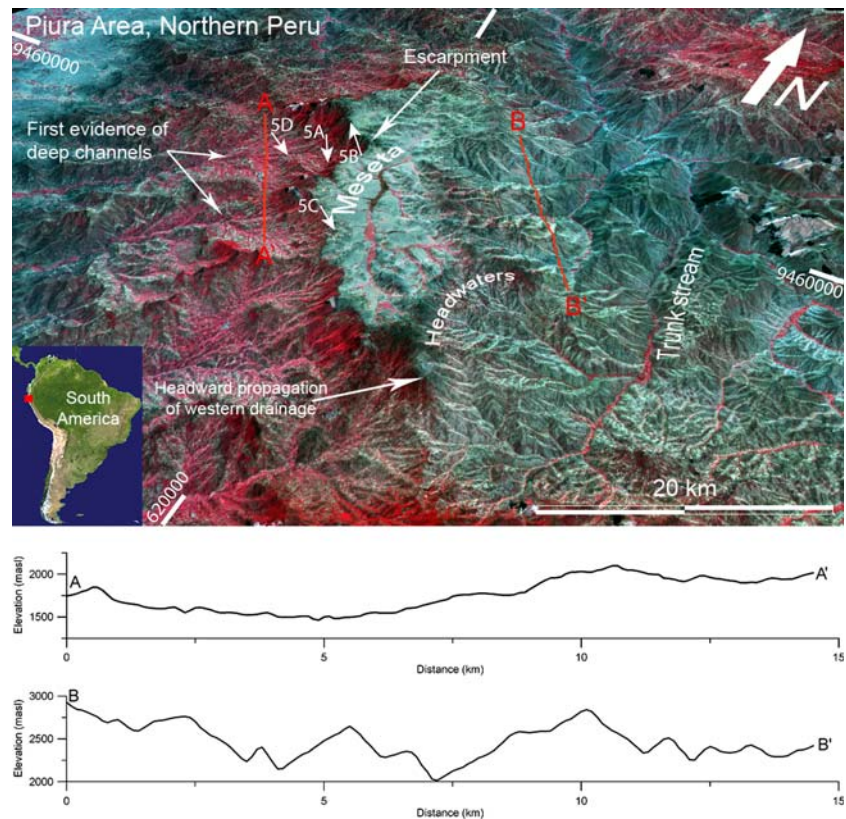 Piura Area, Northern Peru
9460000
Escarpment
N
First evidence of
deep channels
A
5D
5A
5B
B
Meseta
5C
A'
Headwaters
B'
9460000
Trunk stream
Headward propagation
of western drainage
South
America
620000
20 km
Elevation (masl)
2000
1500
A
A'
0
5
10
15
Distance (km)
Elevation (masl)
3000
2500
2000
B
B'
0
5
10
15
Distance (km)